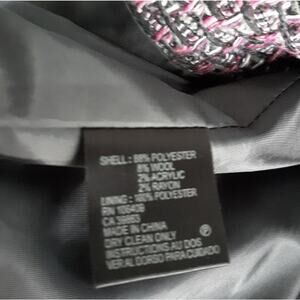 SHELL: 88% POLYESTER
8% WOOL
2% ACRYLIC
2% RAYON
LINING: 100% POLYESTER
RN
CA
MADE IN CHINA
DRY CLEAN ONLY
INSTRUCTIONS AU DOS
VER AL DORSO PARA CUIDADO
P